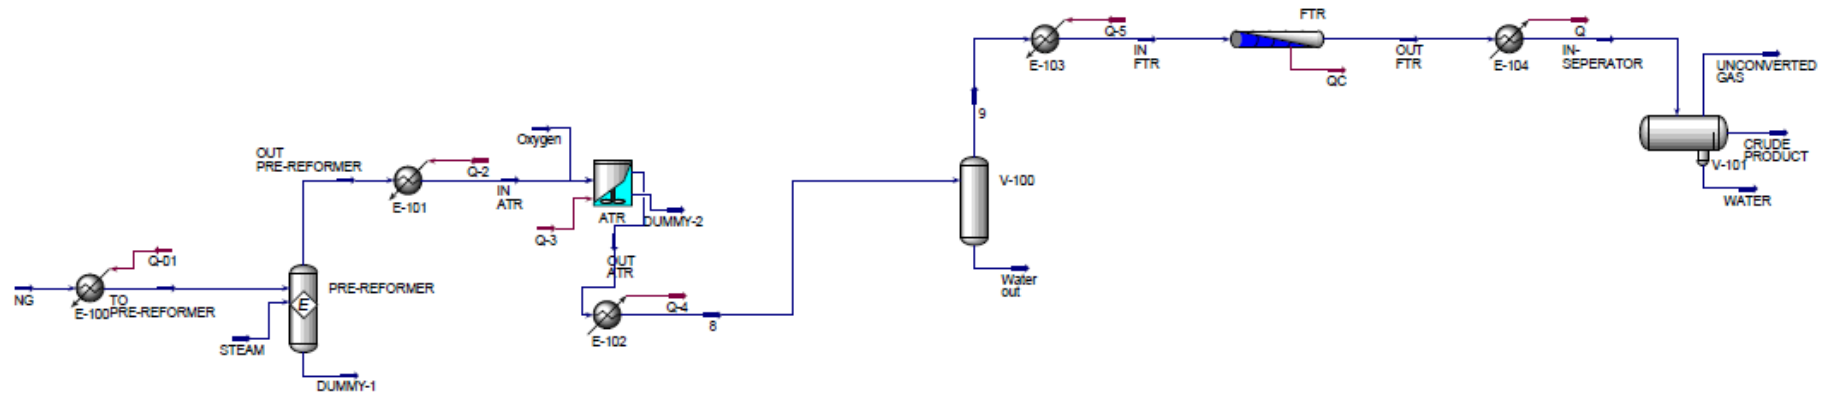 NG
Q-01
E-100
TO
PRE-REFORMER
STEAM
PRE-REFORMER
E
DUMMY-1
OUT
PRE-REFORMER
E-101
Q-2
IN
ATR
Oxygen
Q-3
ATR
DUMMY-2
OUT
ATR
E-102
Q-4
8
V-100
Water
out
9
E-103
Q-5
IN
FTR
FTR
QC
OUT
FTR
E-104
Q
IN-
SEPERATOR
UNCONVERTED
GAS
CRUDE
PRODUCT
V-101
WATER